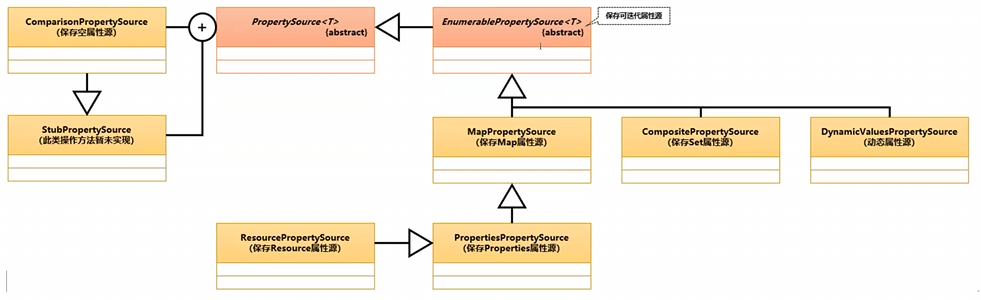 ComparisonPropertySource
(保存空属性源)
+
PropertySource<T>
(abstract)
EnumerablePropertySource<T>
(abstract)
保存可迭代属性源
StubPropertySource
(此类操作方法暂未实现)
MapPropertySource
(保存Map属性源)
CompositePropertySource
(保存Set属性源)
DynamicValuesPropertySource
(动态属性源)
ResourcePropertySource
(保存Resource属性源)
PropertiesPropertySource
(保存Properties属性源)